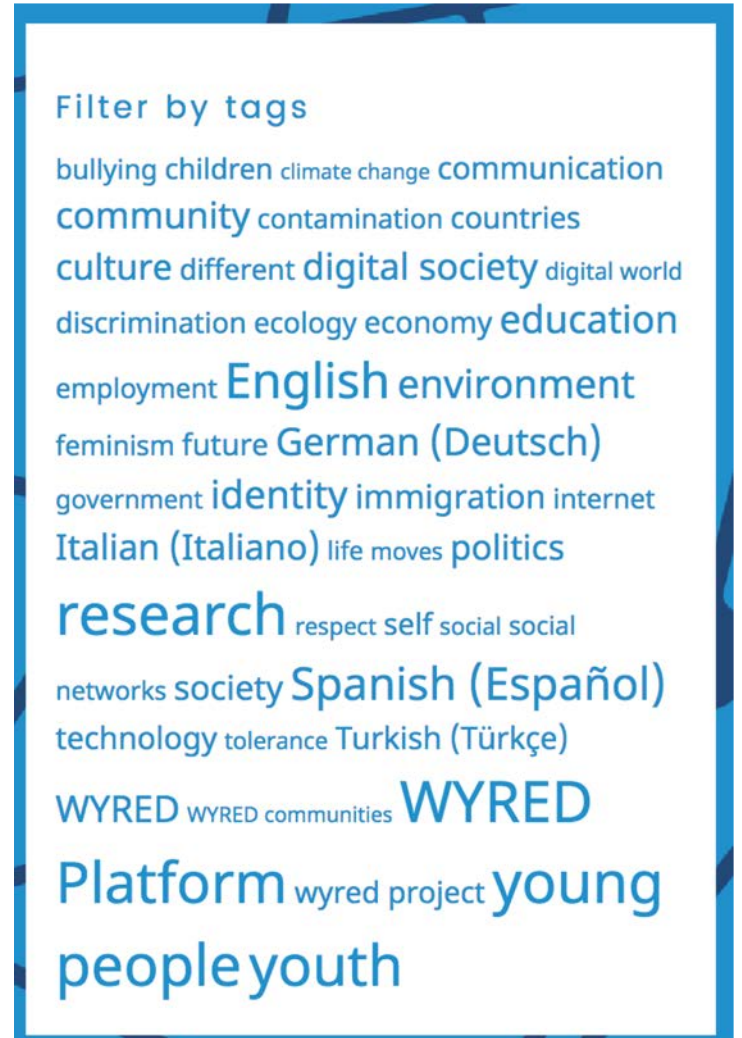 Filter by tags
bullying children climate change communication
community contamination countries
culture different digital society digital world
discrimination ecology economy education
employment English environment
feminism future German (Deutsch)
government identity immigration internet
Italian (Italiano) life moves politics
research respect self social social
networks society Spanish (Español)
technology tolerance Turkish (Türkçe)
WYRED WYRED communities WYRED
Platform wyred project young
people youth